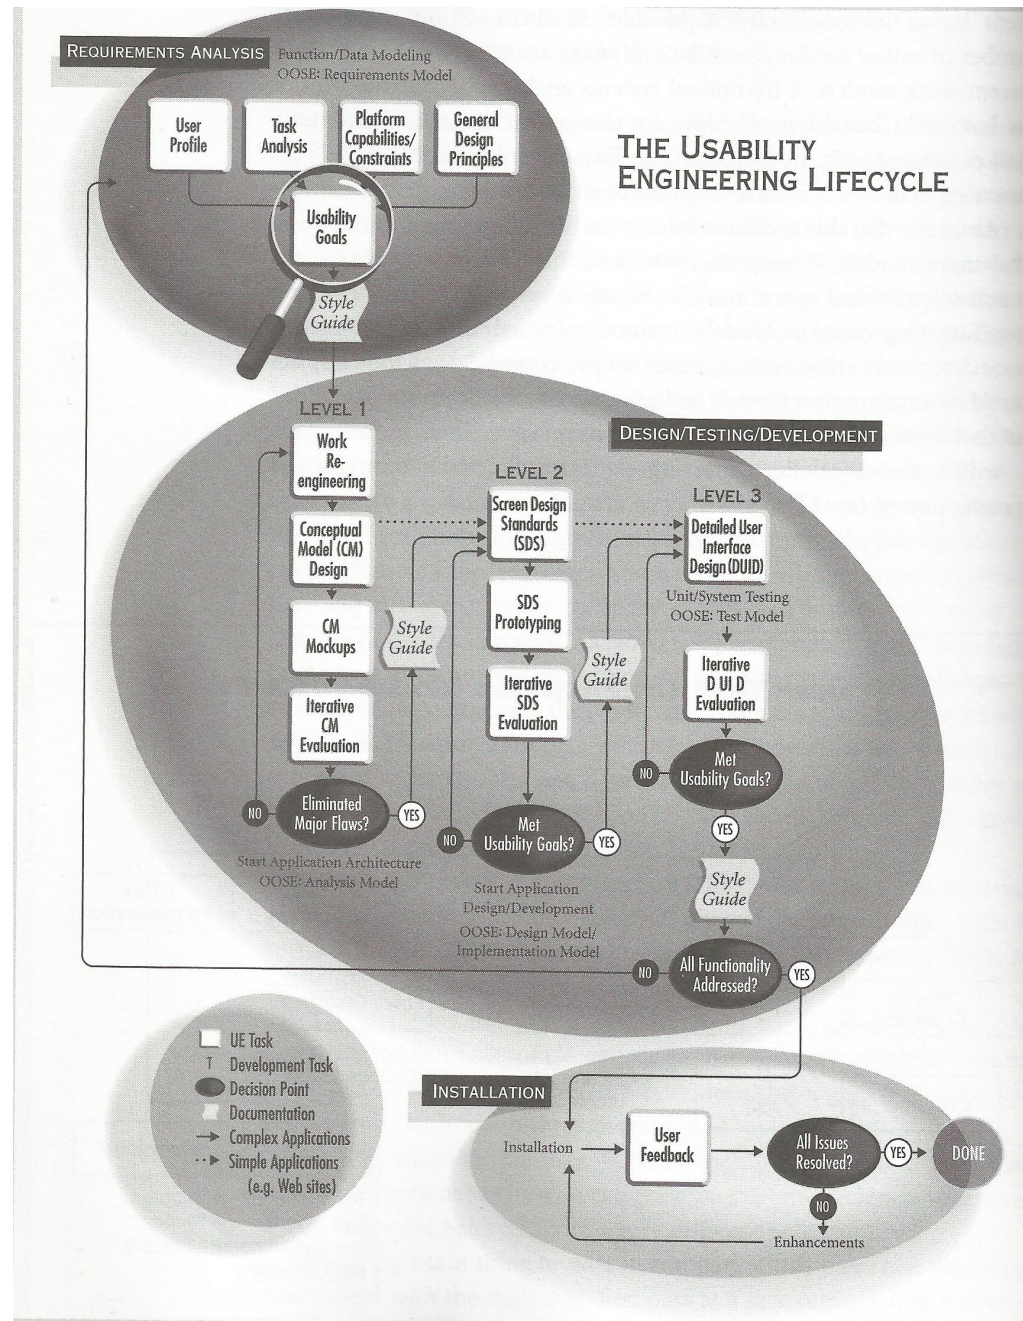 REQUIREMENTS ANALYSIS
Function/Data Modeling
OOSE: Requirements Model
User
Profile
Task
Analysis
Platform
Capabilities/
Constraints
General
Design
Principles
THE USABILITY
ENGINEERING LIFECYCLE
Usability
Goals
Style
Guide
LEVEL 1
Work
Re-
engineering
Conceptual
Model (CM)
Design
CM
Mockups
Iterative
CM
Evaluation
Eliminated
Major Flaws?
NO
YES
Start Application Architecture
OOSE: Analysis Model
Style
Guide
DESIGN/TESTING/DEVELOPMENT
LEVEL 2
Screen Design
Standards
(SDS)
SDS
Prototyping
Iterative
SDS
Evaluation
Met
Usability Goals?
NO
YES
Start Application
Design/Development
OOSE: Design Model/
Implementation Model
Style
Guide
LEVEL 3
Detailed User
Interface
Design (DUID)
Unit/System Testing
OOSE: Test Model
Iterative
D UI D
Evaluation
Met
Usability Goals?
NO
YES
Style
Guide
All Functionality
Addressed?
NO
YES
UE Task
T Development Task
Decision Point
Documentation
Complex Applications
Simple Applications
(e.g. Web sites)
INSTALLATION
Installation
User
Feedback
All Issues
Resolved?
YES
DONE
NO
Enhancements